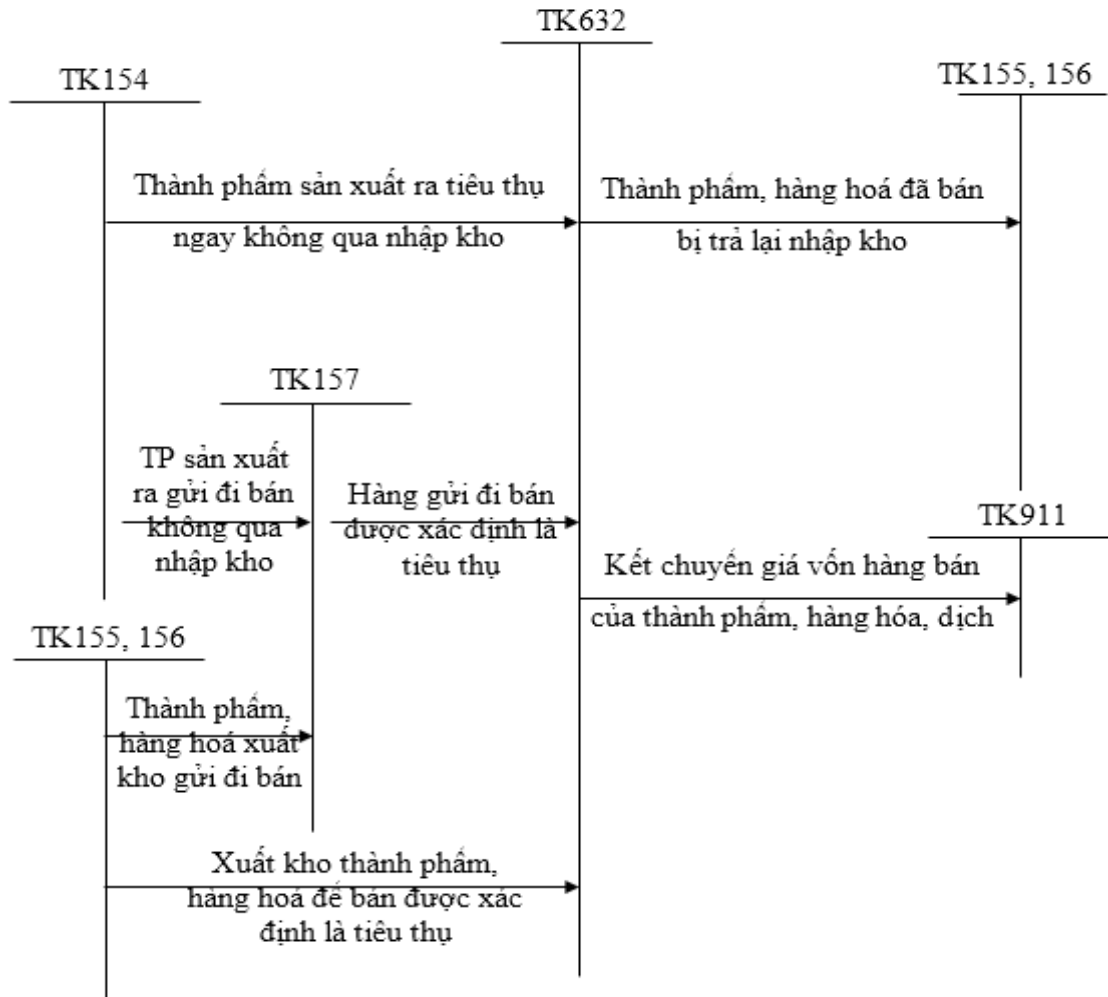 TK632
TK154
TK155, 156
Thành phẩm sản xuất ra tiêu thụ
ngay không qua nhập kho
Thành phẩm, hàng hoá đã bán
bị trả lại nhập kho
TK157
TP sản xuất
ra gửi đi bán
không qua
nhập kho
Hàng gửi đi bán
được xác định là
tiêu thụ
TK911
Kết chuyển giá vốn hàng bán
của thành phẩm, hàng hóa, dịch
TK155, 156
Thành phẩm,
hàng hoá xuất
kho gửi đi bán
Xuất kho thành phẩm,
hàng hoá để bán được xác
định là tiêu thụ